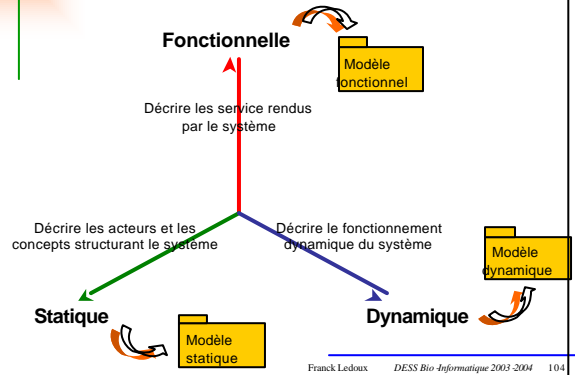 Fonctionnelle
Modèle
fonctionnel
Décrire les service rendus
par le système
Décrire les acteurs et les
concepts structurant le système
Décrire le fonctionnement
dynamique du système
Modèle
dynamique
Statique
Dynamique
Modèle
statique
Franck Ledoux DESS Bio-Informatique 2003-2004 104